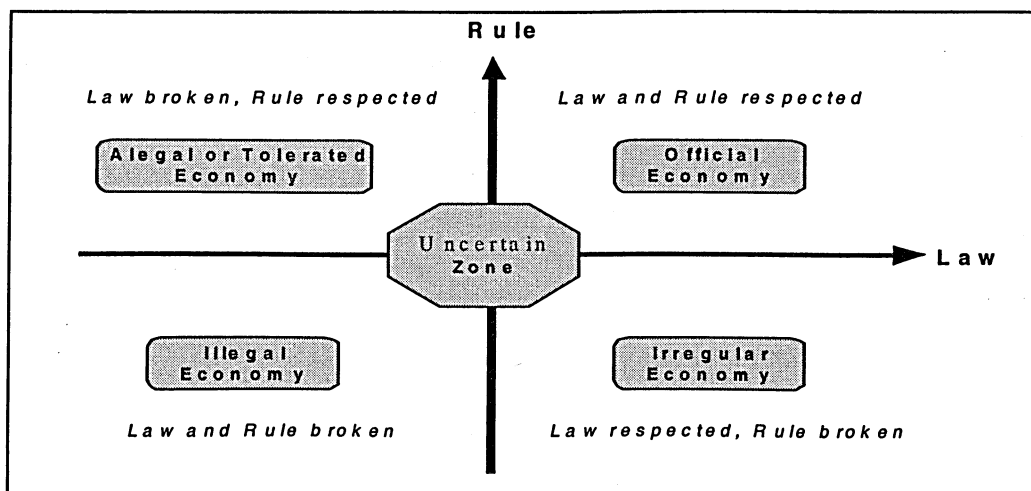 Rule
Law broken, Rule respected
Law and Rule respected
Alegal or Tolerated
Economy
Official
Economy
Uncertain
Zone
Law
Illegal
Economy
Irregular
Economy
Law and Rule broken
Law respected, Rule broken